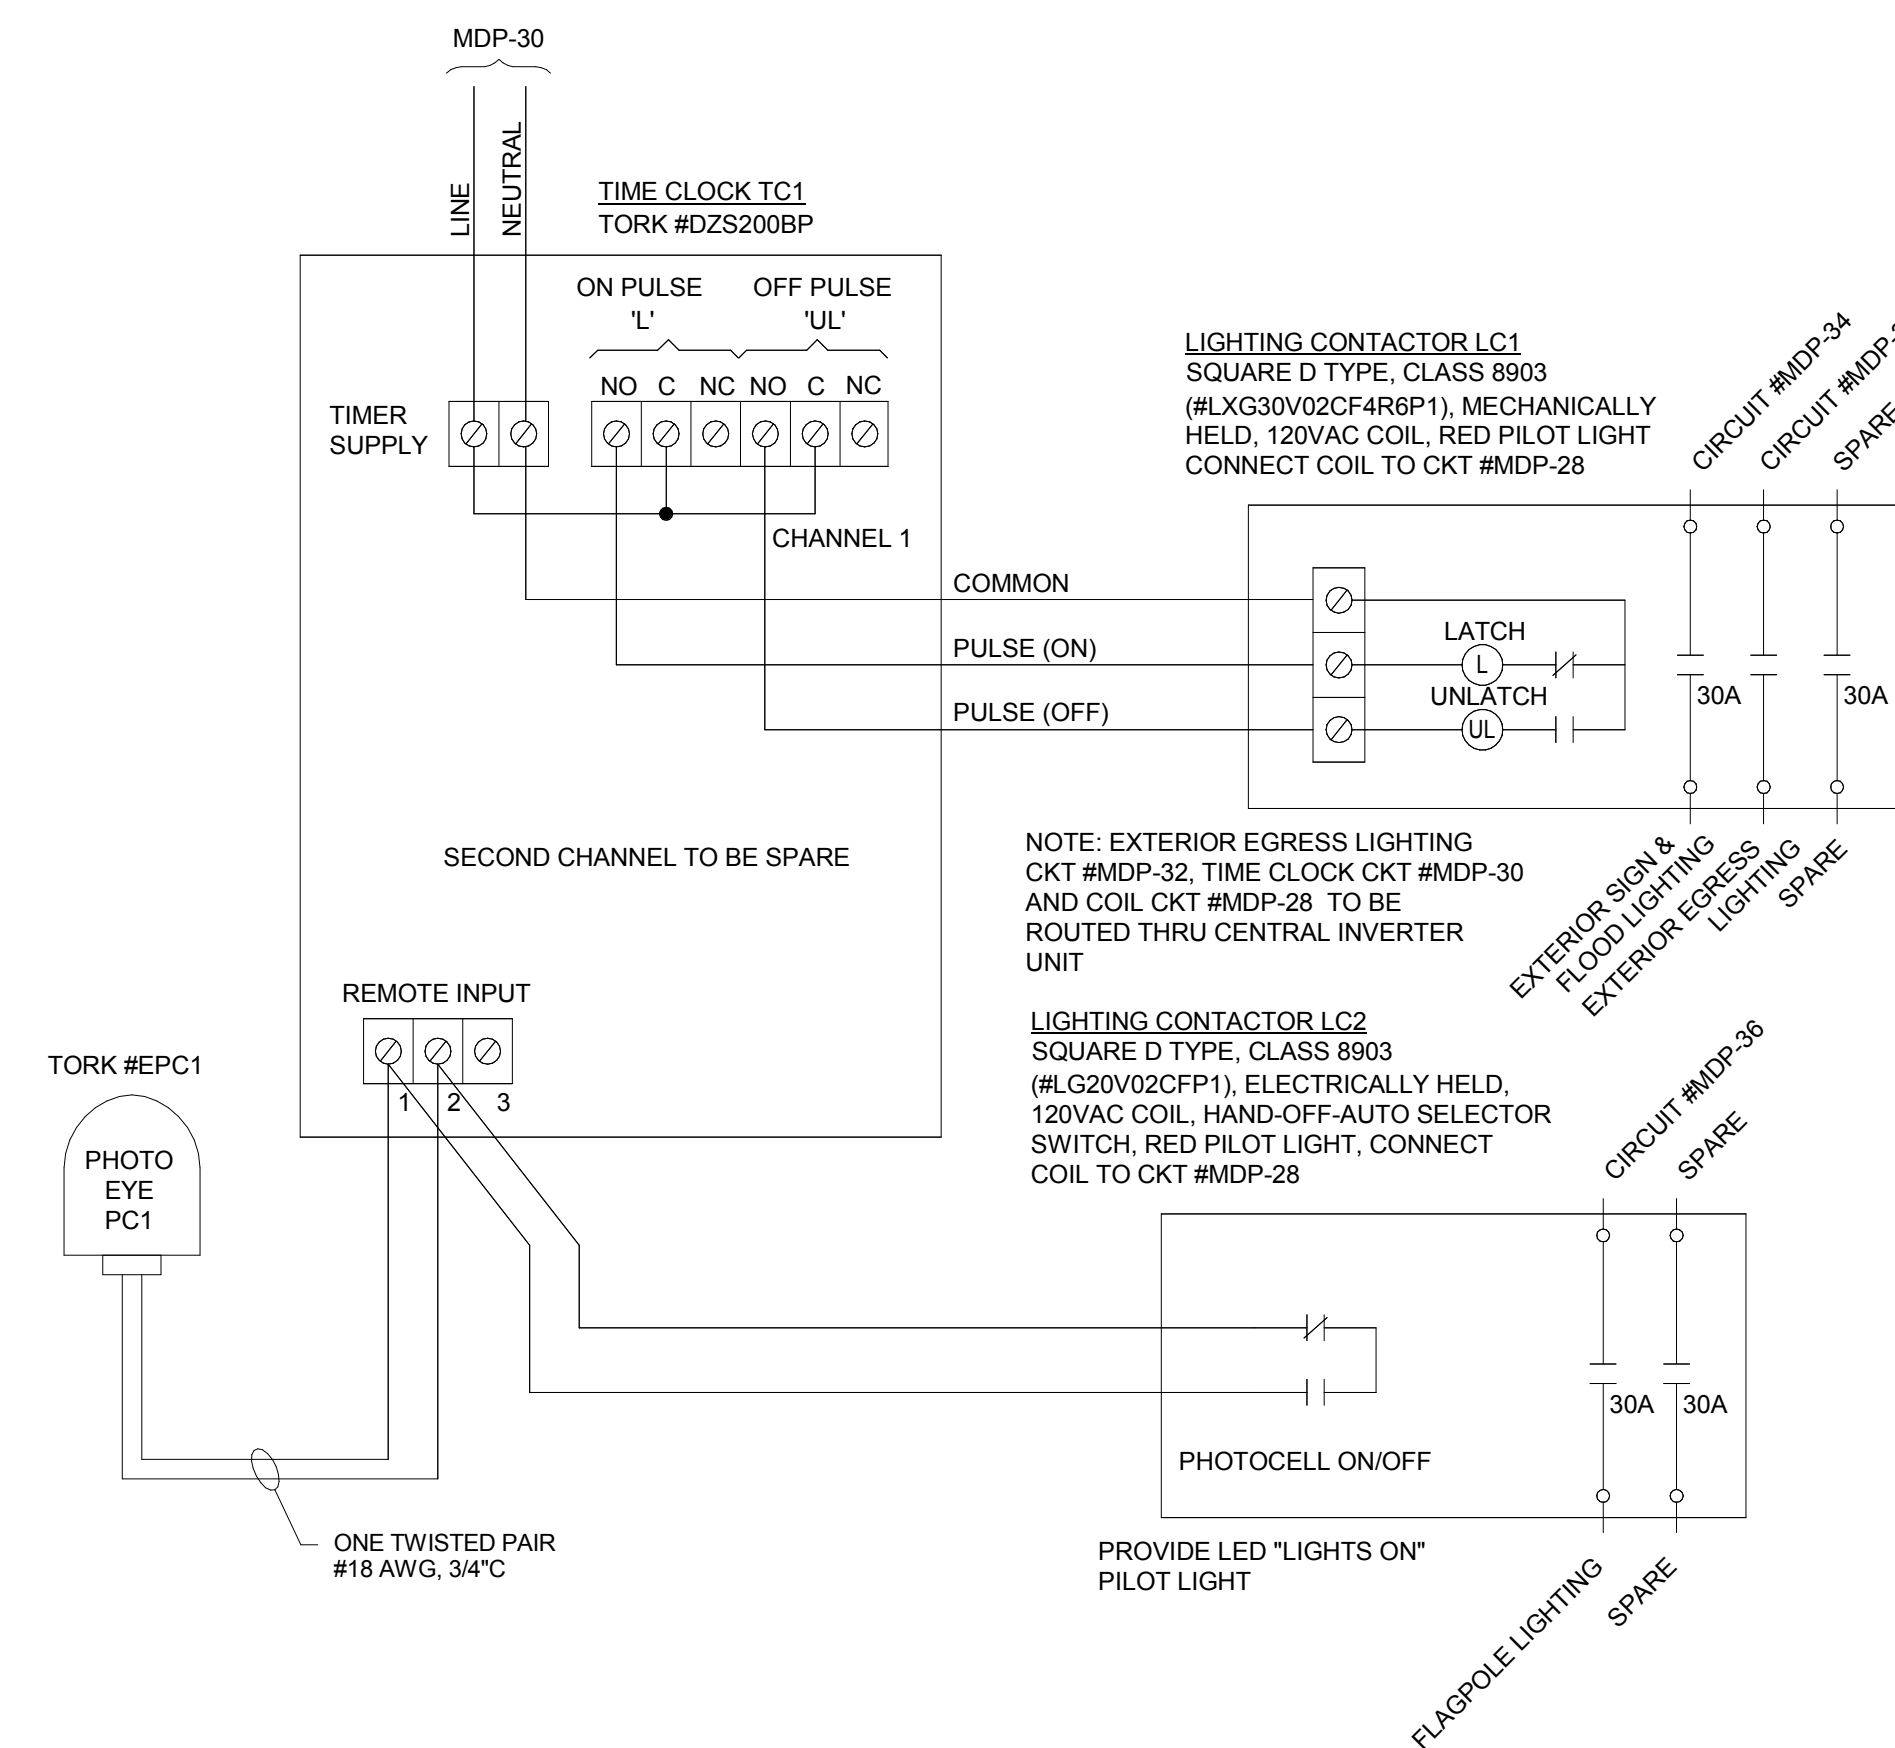 MDP-30
LINE
NEUTRAL
TIME CLOCK TC1
TORK #DZS200BP
ON PULSE
'L'
OFF PULSE
'UL'
NO C NC NO C NC
TIMER
SUPPLY
CHANNEL 1
COMMON
PULSE (ON)
PULSE (OFF)
SECOND CHANNEL TO BE SPARE
LIGHTING CONTACTOR LC1
SQUARE D TYPE, CLASS 8903
(#LXG30V02CF4R6P1), MECHANICALLY
HELD, 120VAC COIL, RED PILOT LIGHT
CONNECT COIL TO CKT #MDP-28
CIRCUIT #MDP-34
CIRCUIT #MDP-3
SPARE
LATCH
L
UNLATCH
UL
30A
30A
EXTERIOR SIGN &
FLOOD LIGHTING
EXTERIOR EGRESS
LIGHTING
SPARE
NOTE: EXTERIOR EGRESS LIGHTING
CKT #MDP-32, TIME CLOCK CKT #MDP-30
AND COIL CKT #MDP-28 TO BE
ROUTED THRU CENTRAL INVERTER
UNIT
REMOTE INPUT
1 2 3
TORK #EPC1
PHOTO
EYE
PC1
ONE TWISTED PAIR
#18 AWG, 3/4"C
LIGHTING CONTACTOR LC2
SQUARE D TYPE, CLASS 8903
(#LG20V02CFP1), ELECTRICALLY HELD,
120VAC COIL, HAND-OFF-AUTO SELECTOR
SWITCH, RED PILOT LIGHT, CONNECT
COIL TO CKT #MDP-28
CIRCUIT #MDP-36
SPARE
30A
30A
PHOTOCELL ON/OFF
PROVIDE LED "LIGHTS ON"
PILOT LIGHT
FLAGPOLE LIGHTING
SPARE